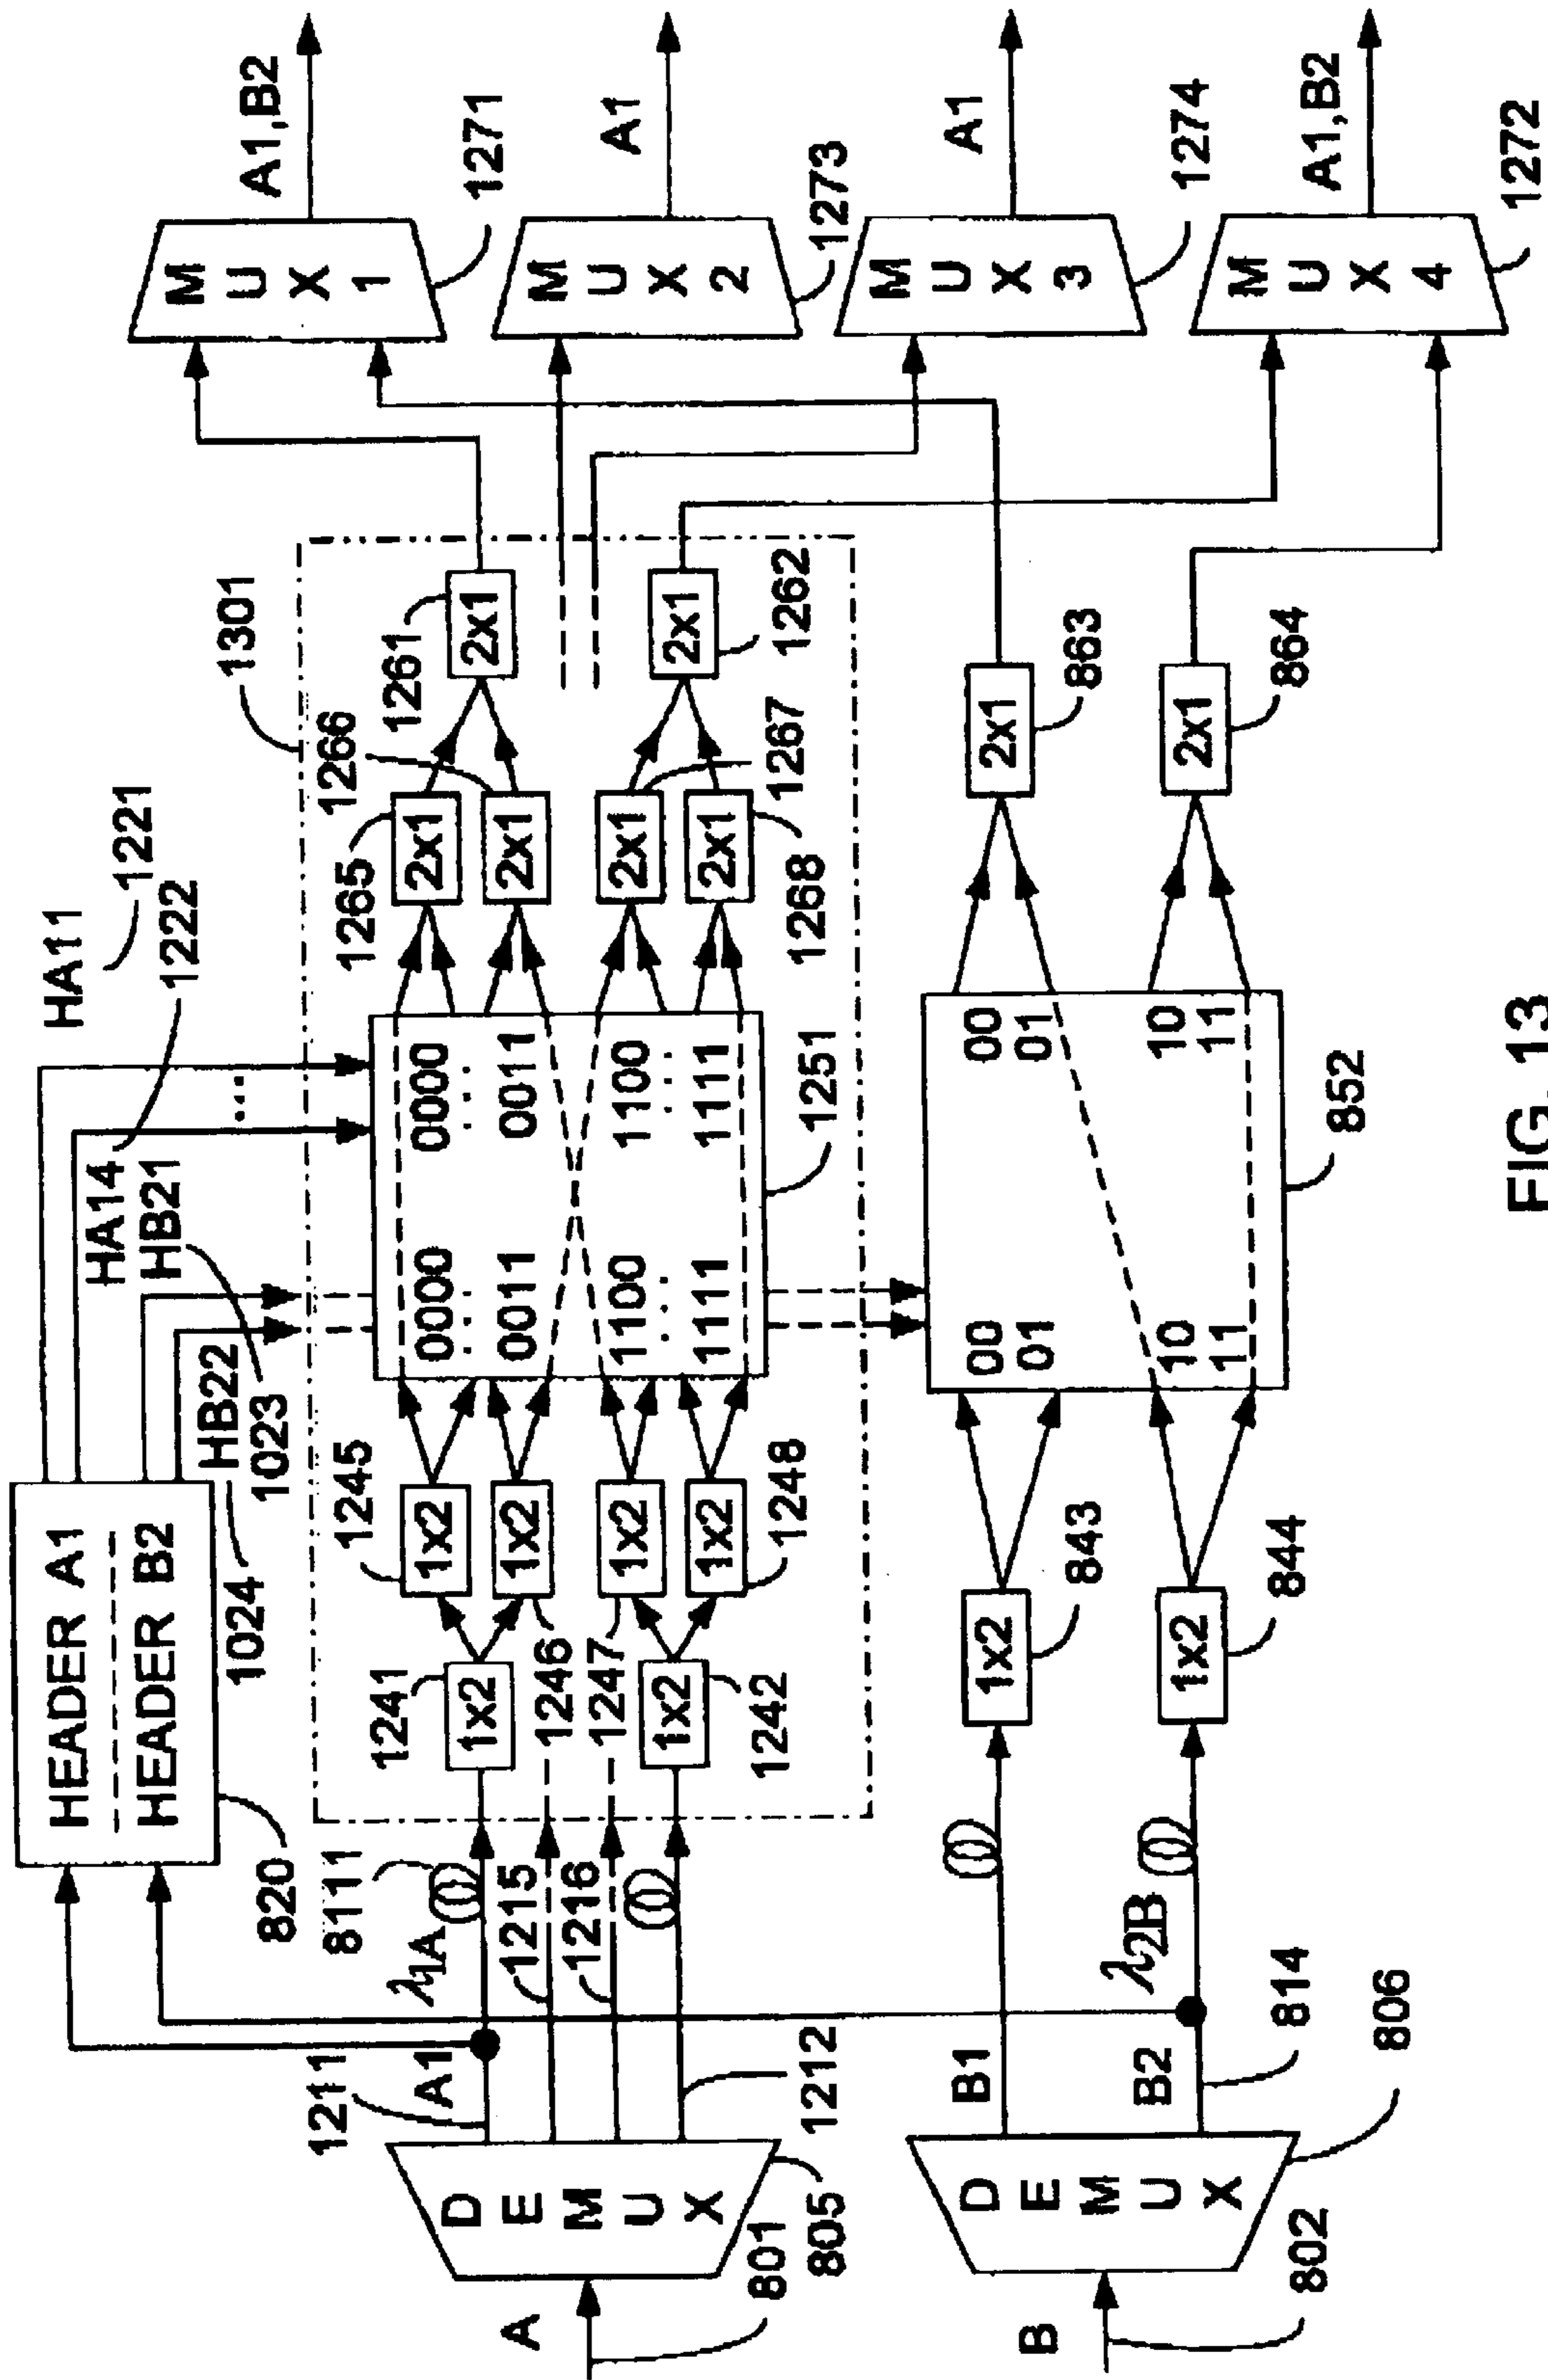 HEADER A1
HEADER B2
820
1024
HB22
1023
HA14
HB21
HA11
1221
1222
...
1301
A
801
DEMUX
805
1211
A1
λ1A
8111
1215
1216
1212
1x2
1241
1246
1247
1x2
1242
1245
1x2
1x2
1x2
1x2
1248
0000
0011
1100
1111
0000
0011
1100
1111
1251
1265
2x1
2x1
2x1
2x1
1268
1266
1267
1261
2x1
2x1
1262
B
802
DEMUX
806
B1
B2
814
λ2B
1x2
843
1x2
844
00
01
10
11
00
01
10
11
852
2x1
863
2x1
864
MUX 1
1271
A1,B2
MUX 2
1273
A1
MUX 3
1274
A1
MUX 4
1272
A1,B2
FIG. 13